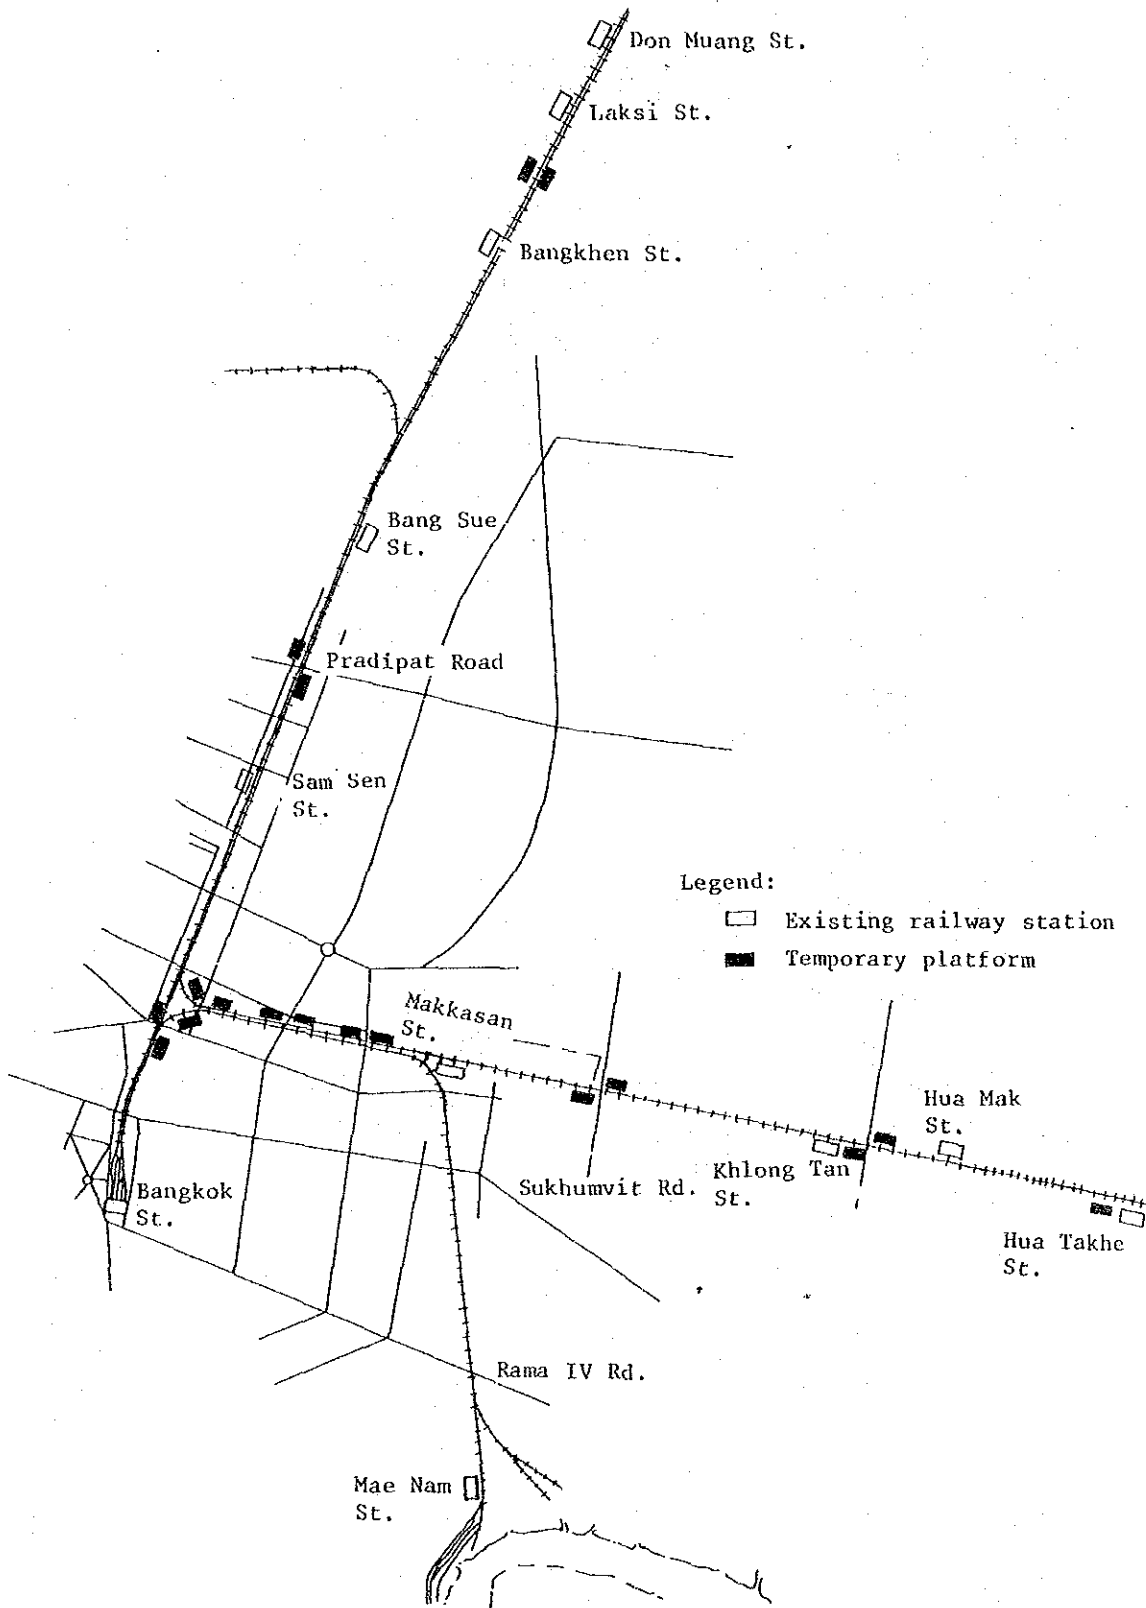 Don Muang St.
Laksi St.
Bangkhen St.
Bang Sue
St.
Pradipat Road
Sam Sen
St.
Legend:
Existing railway station
Temporary platform
Makkasan
St.
Hua Mak
St.
Khlong Tan
St.
Sukhumvit Rd.
Bangkok
St.
Hua Takhe
St.
Rama IV Rd.
Mae Nam
St.